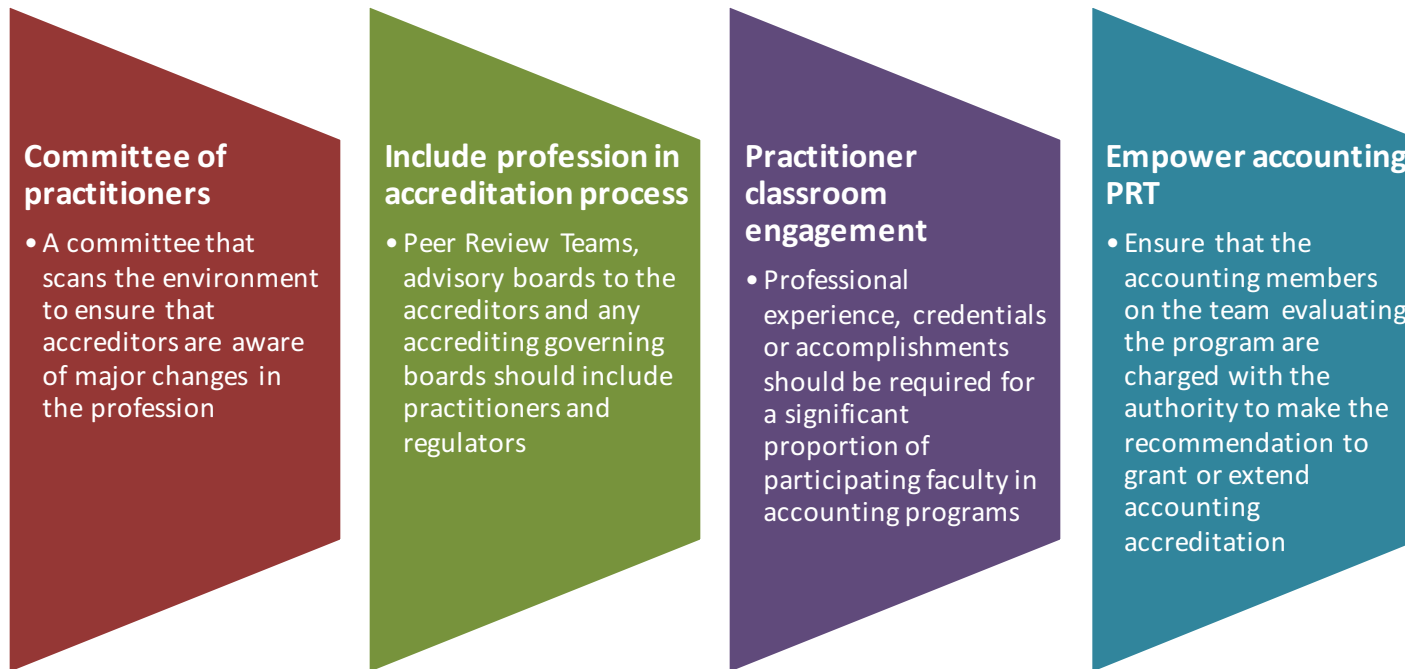 Committee of
practitioners
• A committee that
scans the environment
to ensure that
accreditors are aware
of major changes in
the profession
Include profession in
accreditation process
• Peer Review Teams,
advisory boards to the
accreditors and any
accrediting governing
boards should include
practitioners and
regulators
Practitioner
classroom
engagement
• Professional
experience, credentials
or accomplishments
should be required for
a significant
proportion of
participating faculty in
accounting programs
Empower accounting
PRT
• Ensure that the
accounting members
on the team evaluating
the program are
charged with the
authority to make the
recommendation to
grant or extend
accounting
accreditation